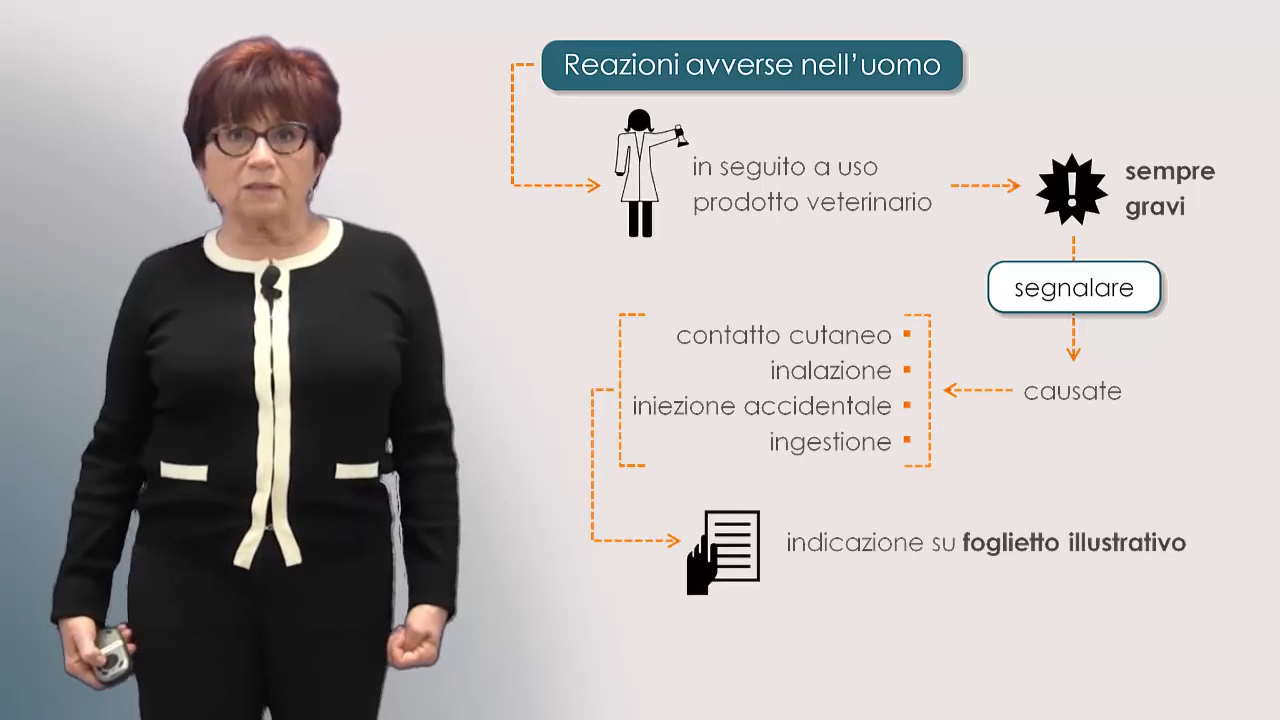 Reazioni avverse nell'uomo
in seguito a uso
prodotto veterinario
sempre
gravi
segnalare
causate
contatto cutaneo
inalazione
iniezione accidentale
ingestione
indicazione su foglietto illustrativo